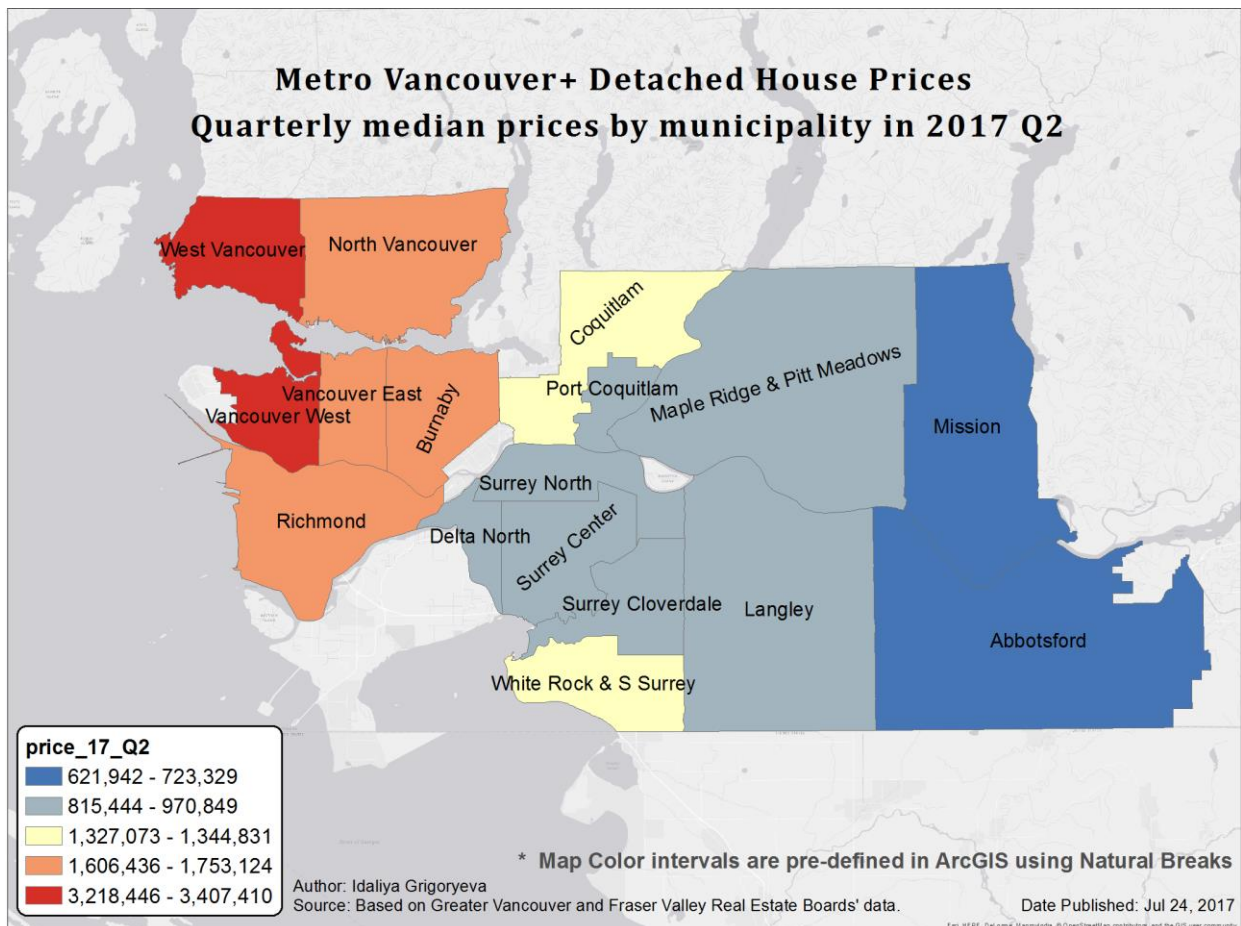 Metro Vancouver+ Detached House Prices
Quarterly median prices by municipality in 2017 Q2
West Vancouver
North Vancouver
Coquitlam
Port Coquitlam
Maple Ridge & Pitt Meadows
Mission
Vancouver East
Vancouver West
Burnaby
Richmond
Surrey North
Delta North
Surrey Center
Surrey Cloverdale
Langley
Abbotsford
White Rock & S Surrey
price_17_Q2
621,942 - 723,329
815,444 - 970,849
1,327,073 - 1,344,831
1,606,436 - 1,753,124
3,218,446 - 3,407,410
* Map Color intervals are pre-defined in ArcGIS using Natural Breaks
Author: Idaliya Grigoryeva
Source: Based on Greater Vancouver and Fraser Valley Real Estate Boards' data.
Date Published: Jul 24, 2017